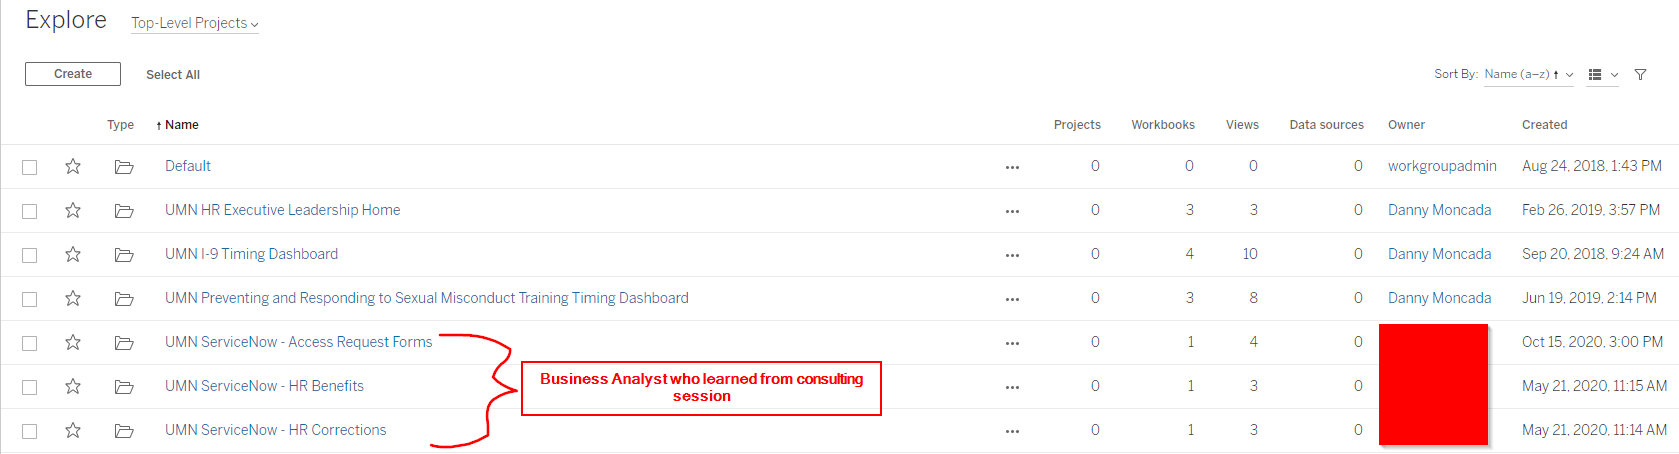 Explore Top-Level Projects
Create Select All Sort By: Name (a–z)
Type Name Projects Workbooks Views Data sources Owner Created
Default 0 0 0 0 workgroupadmin Aug 24, 2018, 1:43 PM
UMN HR Executive Leadership Home 0 3 3 0 Danny Moncada Feb 26, 2019, 3:57 PM
UMN I-9 Timing Dashboard 0 4 10 0 Danny Moncada Sep 20, 2018, 9:24 AM
UMN Preventing and Responding to Sexual Misconduct Training Timing Dashboard 0 3 8 0 Danny Moncada Jun 19, 2019, 2:14 PM
UMN ServiceNow - Access Request Forms 0 1 4 0 Oct 15, 2020, 3:00 PM
Business Analyst who learned from consulting
session
UMN ServiceNow - HR Benefits 0 1 3 0 May 21, 2020, 11:15 AM
UMN ServiceNow - HR Corrections 0 1 3 0 May 21, 2020, 11:14 AM